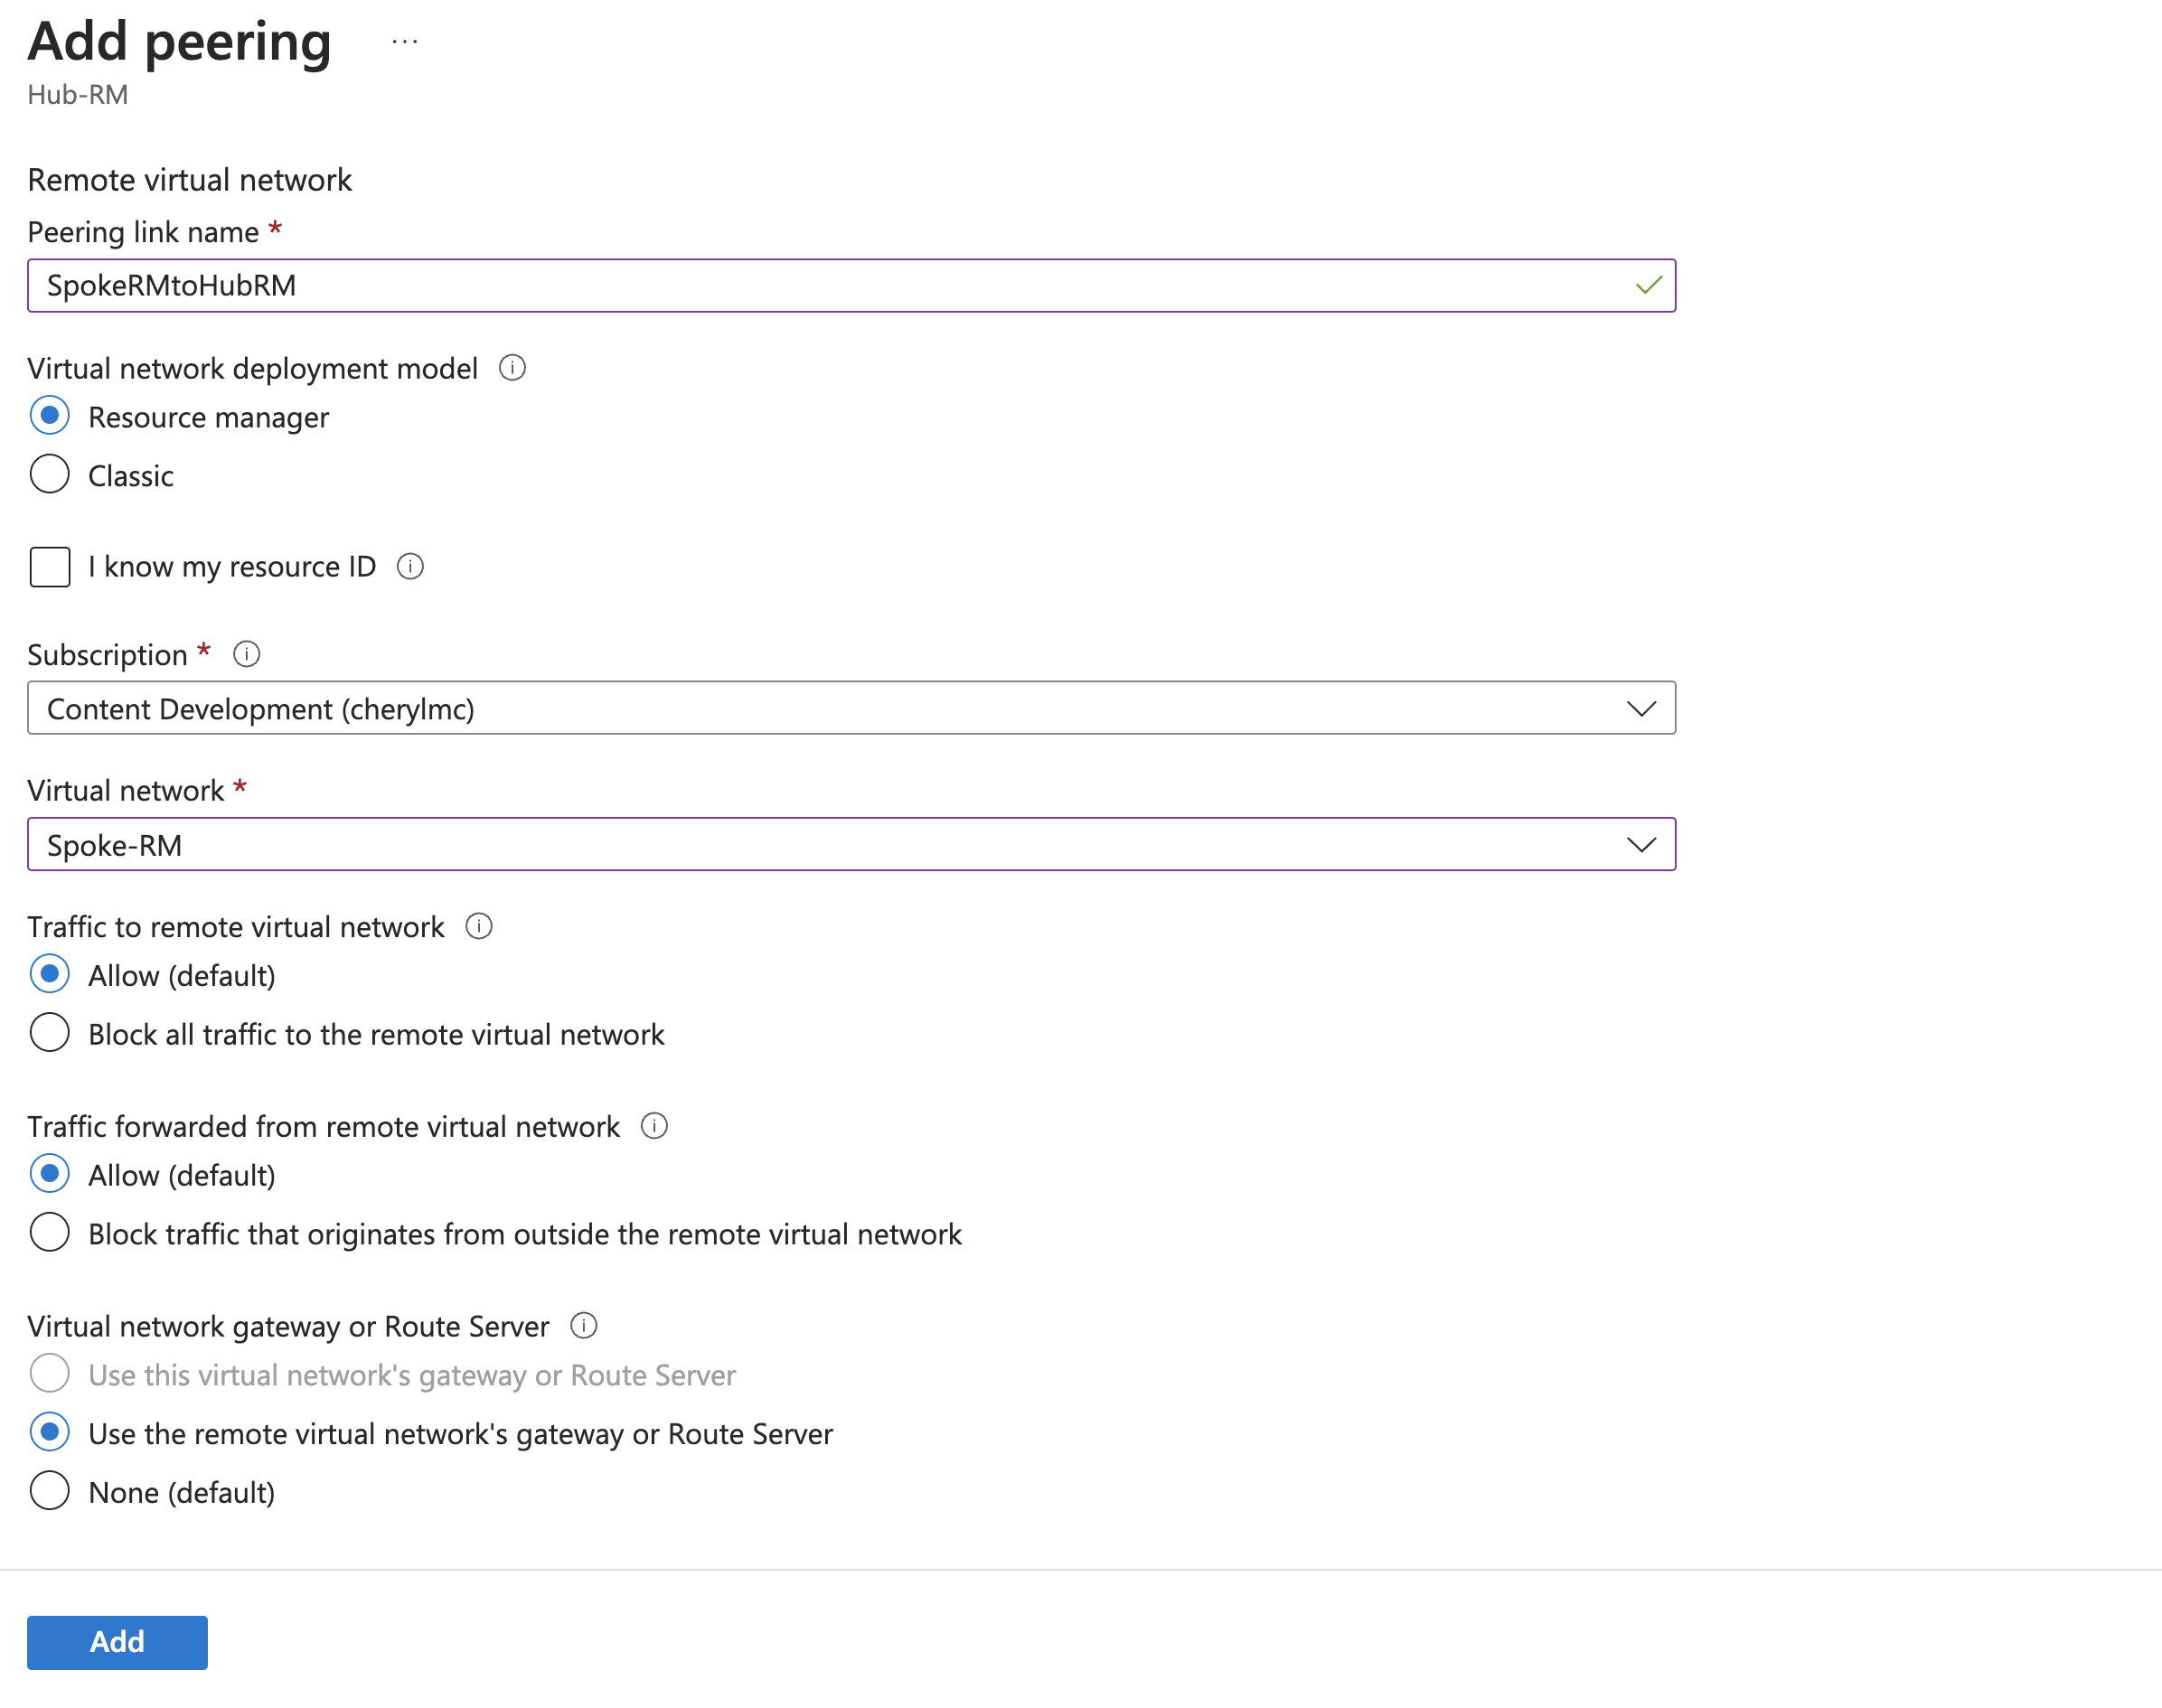 Add peering ...
Hub-RM
Remote virtual network
Peering link name *
SpokeRMtoHubRM
Virtual network deployment model
Resource manager
Classic
I know my resource ID
Subscription *
Content Development (cherylmc)
Virtual network *
Spoke-RM
Traffic to remote virtual network
Allow (default)
Block all traffic to the remote virtual network
Traffic forwarded from remote virtual network
Allow (default)
Block traffic that originates from outside the remote virtual network
Virtual network gateway or Route Server
Use this virtual network's gateway or Route Server
Use the remote virtual network's gateway or Route Server
None (default)
Add